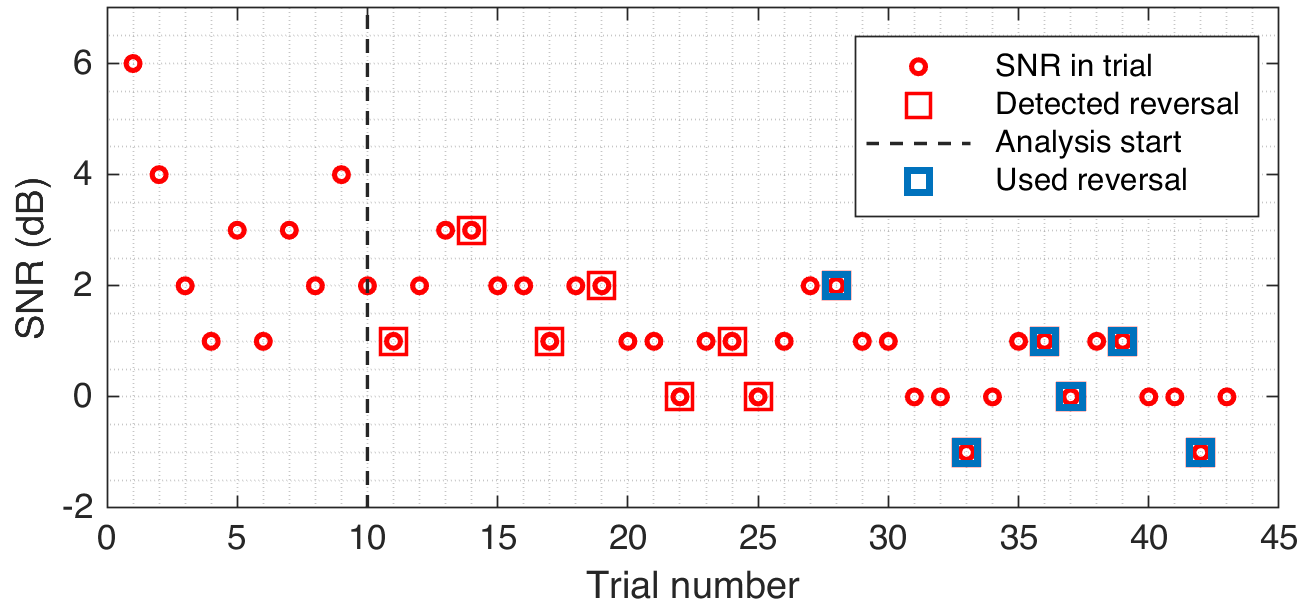 SNR (dB)
6
4
2
0
-2
SNR in trial
Detected reversal
Analysis start
Used reversal
0 5 10 15 20 25 30 35 40 45
Trial number